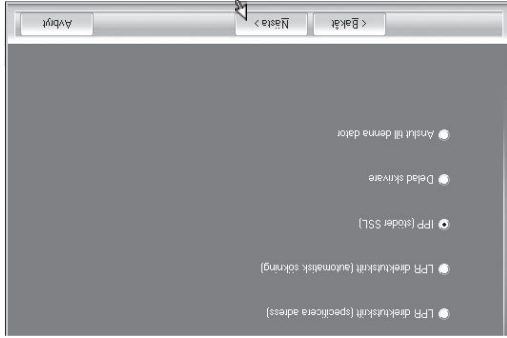 LPR direktutskrift (specificera adress)
LPR direktutskrift (automatisk sökning)
IPP (stöder SSL)
Delad skrivare
Anslut till denna dator
< Bakåt
Nästa >
Avbryt